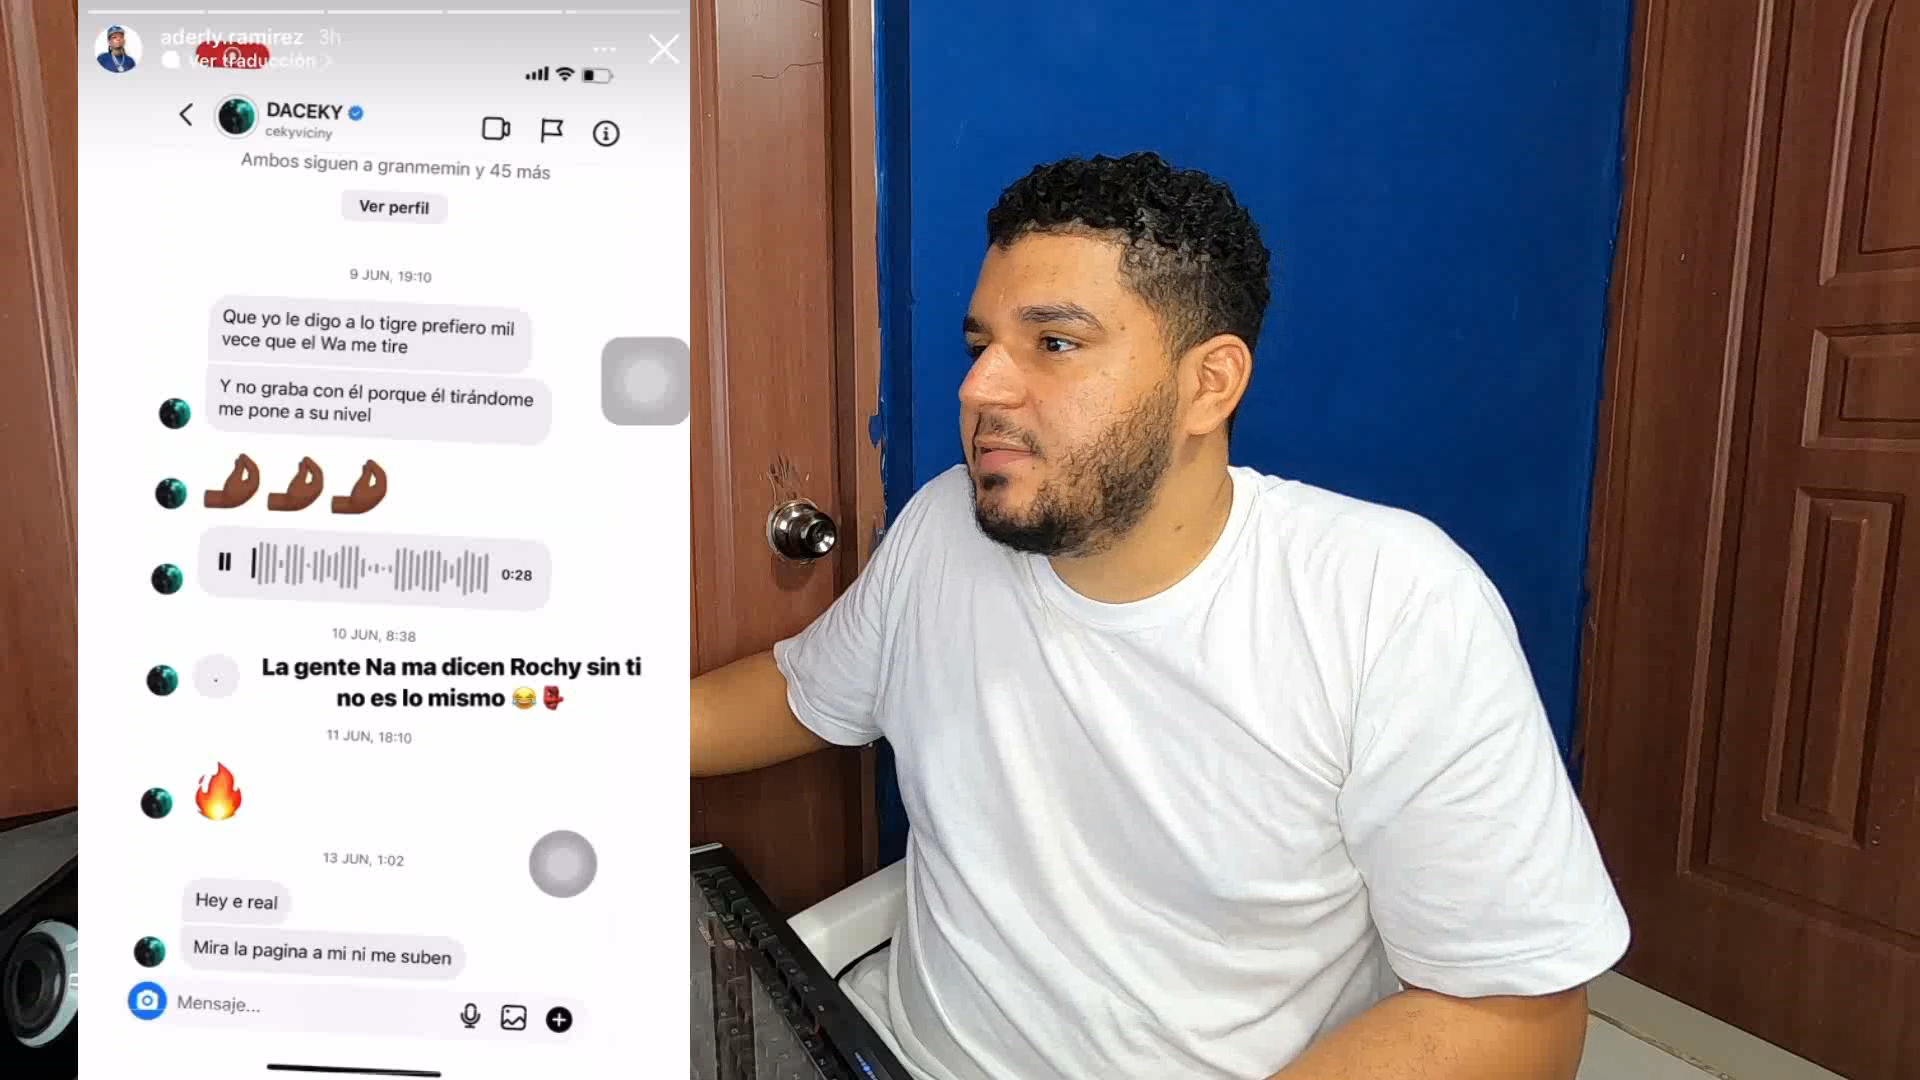 aderly.ramirez 3h
Ver traducción >
DACEKY
cekyviciny
Ambos siguen a granmemin y 45 más
Ver perfil
9 JUN, 19:10
Que yo le digo a lo tigre prefiero mil
vece que el Wa me tire
Y no graba con él porque él tirándome
me pone a su nivel
0:28
10 JUN, 8:38
.
La gente Na ma dicen Rochy sin ti
no es lo mismo 😂👺
11 JUN, 18:10
13 JUN, 1:02
Hey e real
Mira la pagina a mi ni me suben
Mensaje...